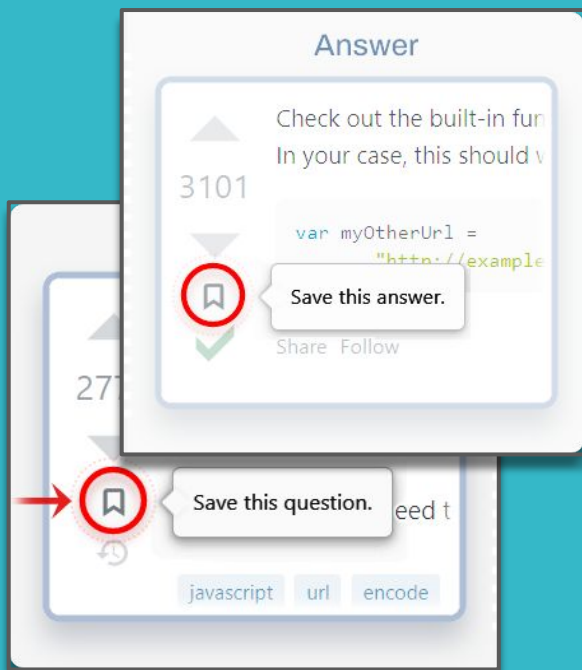 Answer
Check out the built-in fun
In your case, this should
3101
var myOtherUrl =
"http://example
Save this answer.
Share Follow
277
Save this question.
eed t
javascript url encode